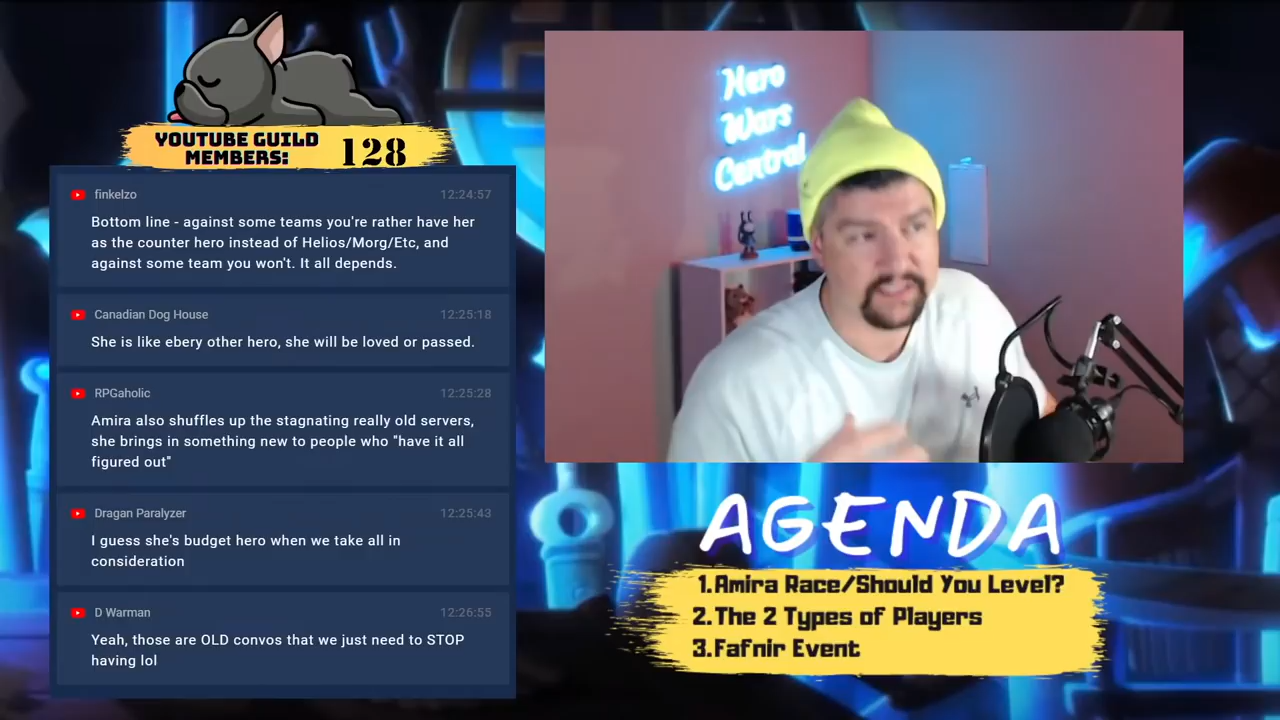 YOUTUBE GUILD
MEMBERS: 128
finkelzo 12:24:57
Bottom line - against some teams you're rather have her
as the counter hero instead of Helios/Morg/Etc, and
against some team you won't. It all depends.
Canadian Dog House 12:25:18
She is like ebery other hero, she will be loved or passed.
RPGaholic 12:25:28
Amira also shuffles up the stagnating really old servers,
she brings in something new to people who "have it all
figured out"
Dragan Paralyzer 12:25:43
I guess she's budget hero when we take all in
consideration
D Warman 12:26:55
Yeah, those are OLD convos that we just need to STOP
having lol
Hero
Wars
Central
AGENDA
1.Amira Race/Should You Level?
2.The 2 Types of Players
3.Fafnir Event